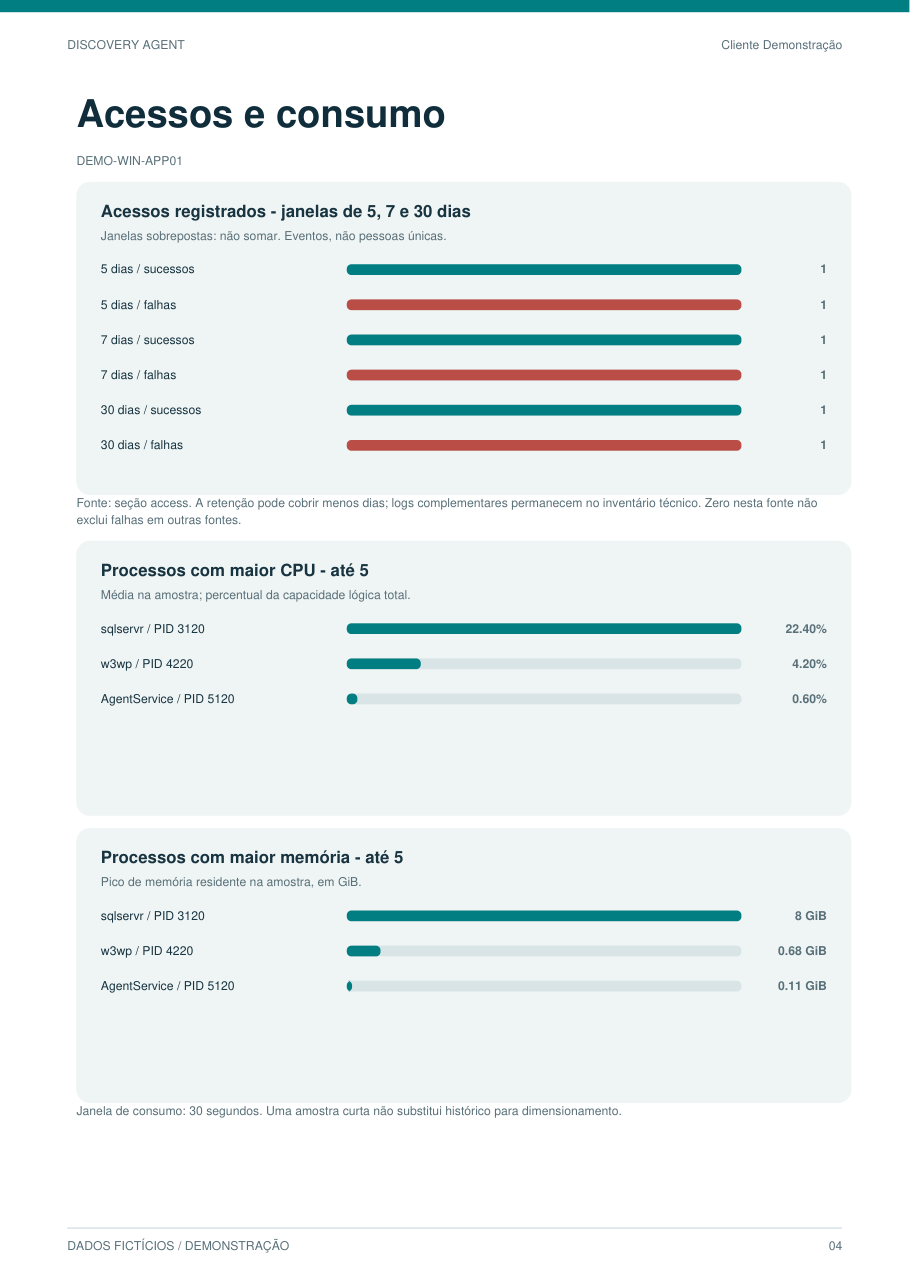 DISCOVERY AGENT
Cliente Demonstração
Acessos e consumo
DEMO-WIN-APP01
Acessos registrados - janelas de 5, 7 e 30 dias
Janelas sobrepostas: não somar. Eventos, não pessoas únicas.
5 dias / sucessos 1
5 dias / falhas 1
7 dias / sucessos 1
7 dias / falhas 1
30 dias / sucessos 1
30 dias / falhas 1
Fonte: seção access. A retenção pode cobrir menos dias; logs complementares permanecem no inventário técnico. Zero nesta fonte não
exclui falhas em outras fontes.
Processos com maior CPU - até 5
Média na amostra; percentual da capacidade lógica total.
sqlservr / PID 3120 22.40%
w3wp / PID 4220 4.20%
AgentService / PID 5120 0.60%
Processos com maior memória - até 5
Pico de memória residente na amostra, em GiB.
sqlservr / PID 3120 8 GiB
w3wp / PID 4220 0.68 GiB
AgentService / PID 5120 0.11 GiB
Janela de consumo: 30 segundos. Uma amostra curta não substitui histórico para dimensionamento.
DADOS FICTÍCIOS / DEMONSTRAÇÃO
04